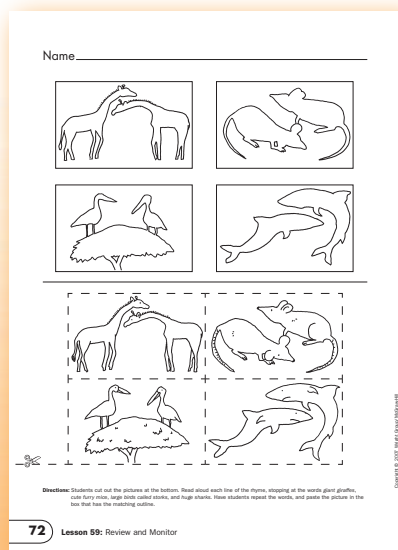 Name
Directions: Students cut out the pictures at the bottom. Read aloud each line of the rhyme, stopping at the words giant giraffes,
cute furry mice, large birds called storks, and huge sharks. Have students repeat the words, and paste the picture in the
box that has the matching outline.
72 Lesson 59: Review and Monitor
Copyright © 2007 Wright Group/McGraw-Hill